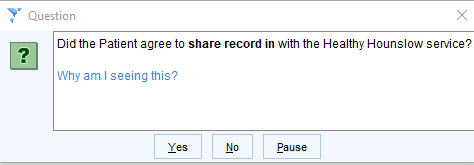 Question
Did the Patient agree to share record in with the Healthy Hounslow service?
Why am I seeing this?
Yes
No
Pause